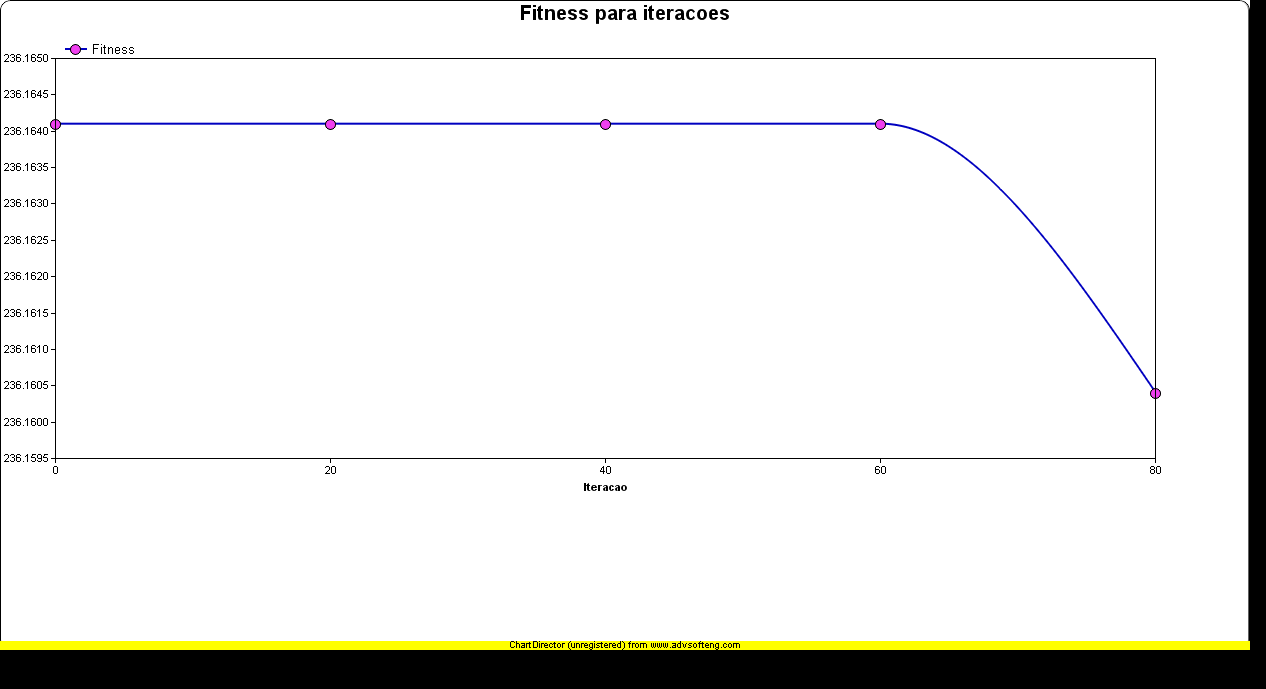 Fitness para iteracoes
Fitness
236.1650
236.1645
236.1640
236.1635
236.1630
236.1625
236.1620
236.1615
236.1610
236.1605
236.1600
236.1595
0 20 40 60 80
Iteracao
ChartDirector (unregistered) from www.advsofteng.com